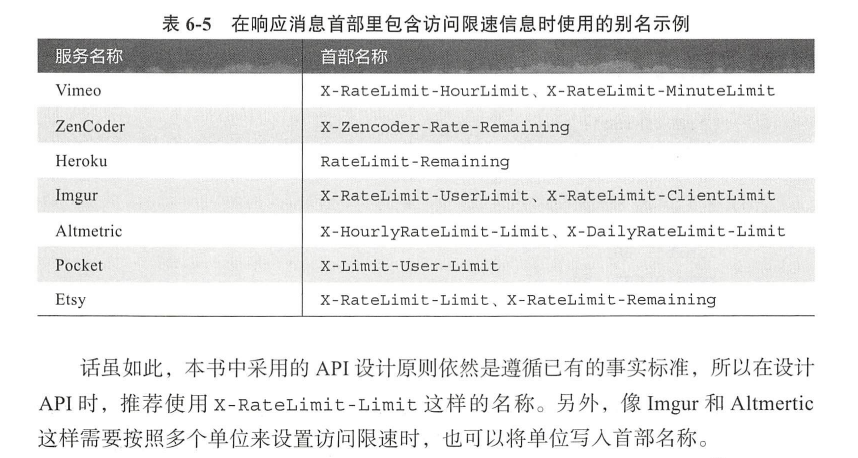 表 6-5 在响应消息首部里包含访问限速信息时使用的别名示例
服务名称 首部名称
Vimeo X-RateLimit-HourLimit、X-RateLimit-MinuteLimit
ZenCoder X-Zencoder-Rate-Remaining
Heroku RateLimit-Remaining
Imgur X-RateLimit-UserLimit、X-RateLimit-ClientLimit
Altmetric X-HourlyRateLimit-Limit、X-DailyRateLimit-Limit
Pocket X-Limit-User-Limit
Etsy X-RateLimit-Limit、X-RateLimit-Remaining
话虽如此，本书中采用的 API 设计原则依然是遵循已有的事实标准，所以在设计
API 时，推荐使用 X-RateLimit-Limit 这样的名称。另外，像 Imgur 和 Altmertic
这样需要按照多个单位来设置访问限速时，也可以将单位写入首部名称。